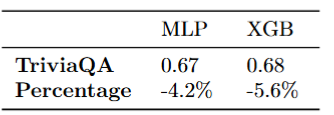 MLP XGB
TriviaQA 0.67 0.68
Percentage -4.2% -5.6%